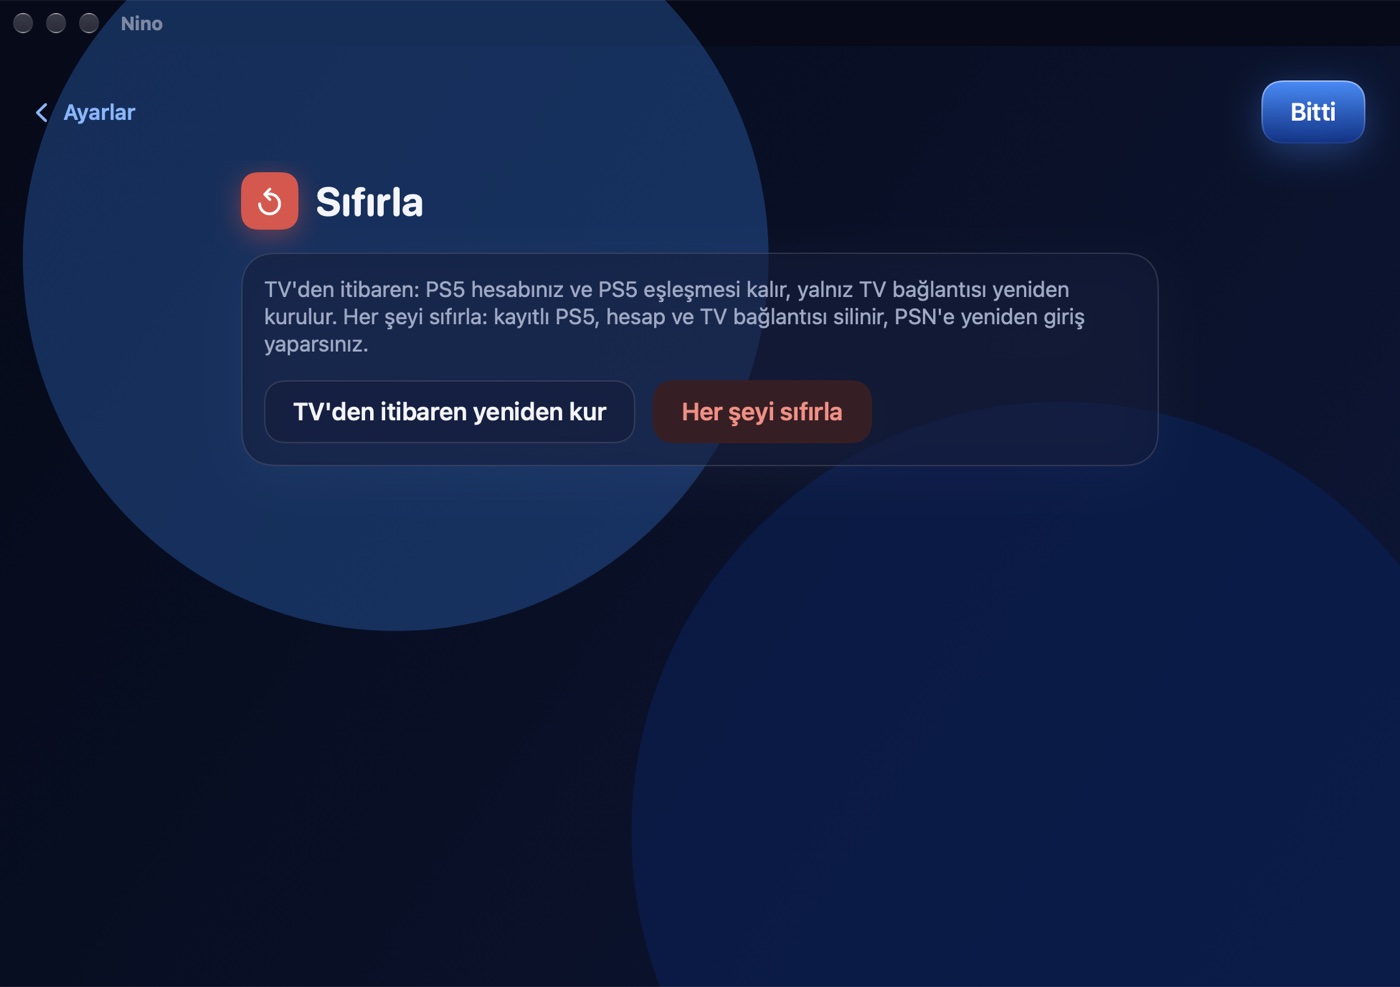 Nino
Ayarlar
Bitti
Sıfırla
TV'den itibaren: PS5 hesabınız ve PS5 eşleşmesi kalır, yalnız TV bağlantısı yeniden
kurulur. Her şeyi sıfırla: kayıtlı PS5, hesap ve TV bağlantısı silinir, PSN'e yeniden giriş
yaparsınız.
TV'den itibaren yeniden kur
Her şeyi sıfırla